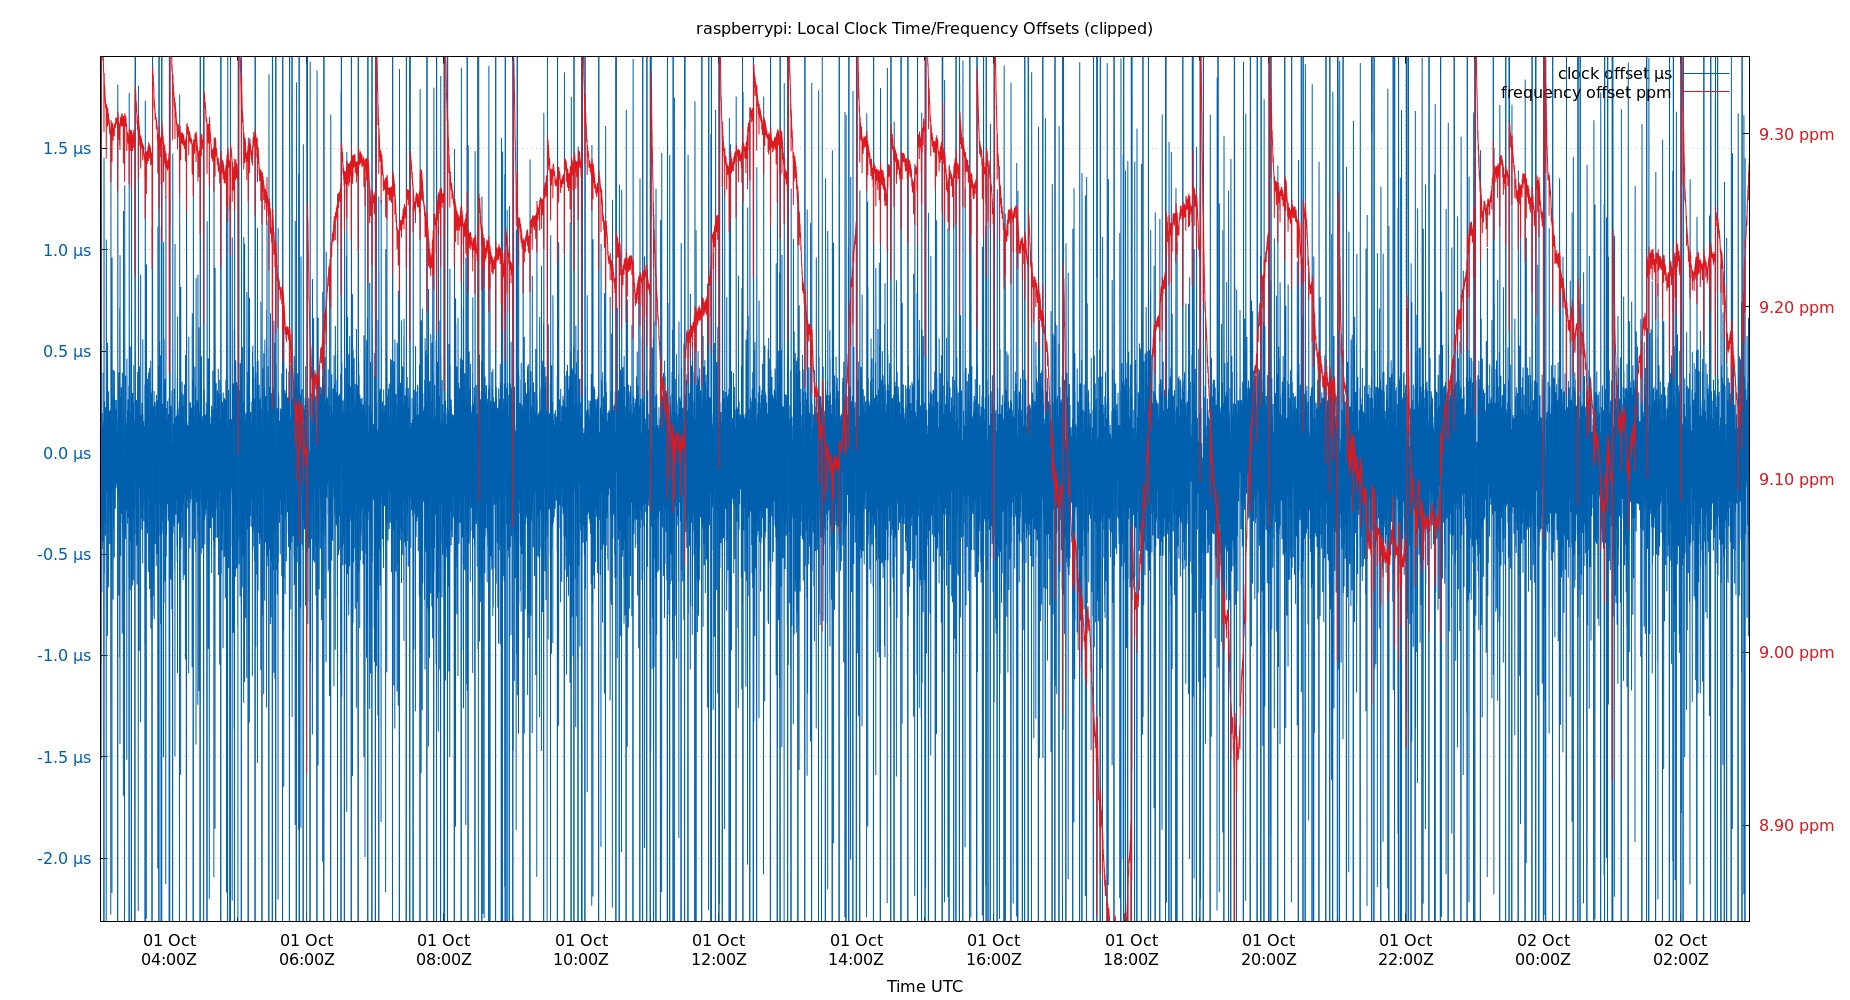 raspberrypi: Local Clock Time/Frequency Offsets (clipped)
clock offset µs
frequency offset ppm
1.5 µs
1.0 µs
0.5 µs
0.0 µs
-0.5 µs
-1.0 µs
-1.5 µs
-2.0 µs
9.30 ppm
9.20 ppm
9.10 ppm
9.00 ppm
8.90 ppm
01 Oct 01 Oct 01 Oct 01 Oct 01 Oct 01 Oct 01 Oct 01 Oct 01 Oct 01 Oct 02 Oct 02 Oct
04:00Z 06:00Z 08:00Z 10:00Z 12:00Z 14:00Z 16:00Z 18:00Z 20:00Z 22:00Z 00:00Z 02:00Z
Time UTC